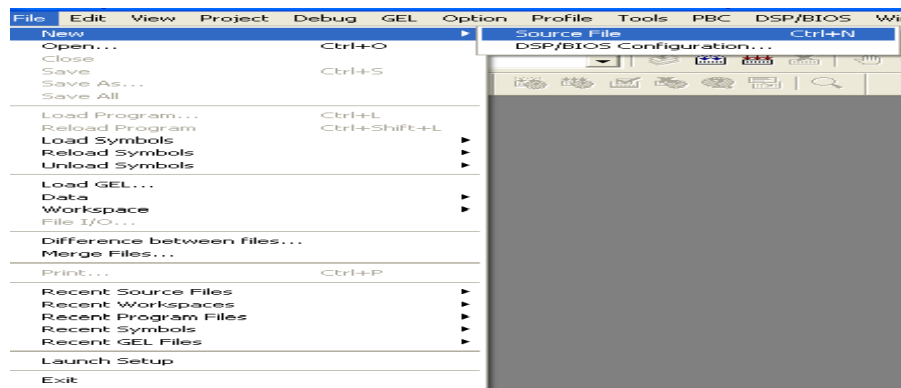 File Edit View Project Debug GEL Option Profile Tools PBC DSP/BIOS Wi
New
Source File Ctrl+N
Open... Ctrl+O
DSP/BIOS Configuration...
Close
Save Ctrl+S
Save As...
Save All
Load Program... Ctrl+L
Reload Program Ctrl+Shift+L
Load Symbols
Reload Symbols
Unload Symbols
Load GEL...
Data
Workspace
File I/O...
Difference between files...
Merge Files...
Print... Ctrl+P
Recent Source Files
Recent Workspaces
Recent Program Files
Recent Symbols
Recent GEL Files
Launch Setup
Exit